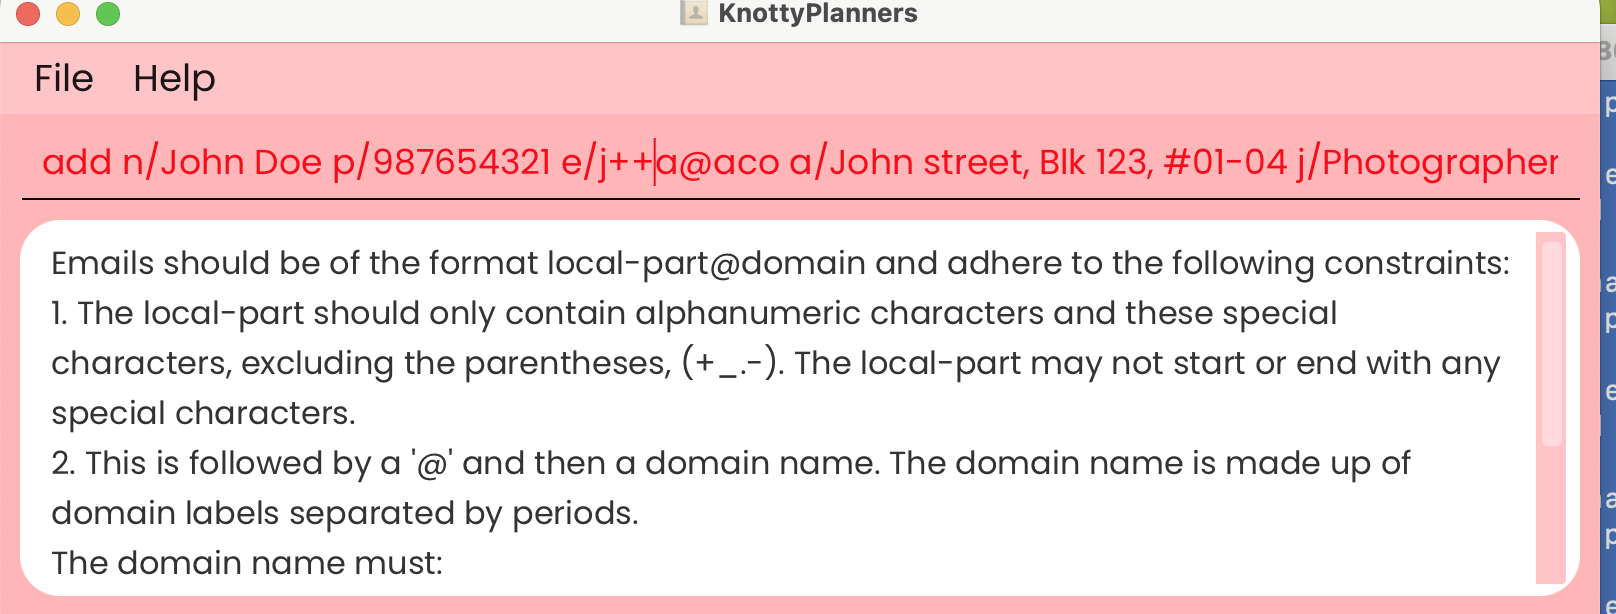 KnottyPlanners
File Help
add n/John Doe p/987654321 e/j++a@aco a/John street, Blk 123, #01-04 j/Photographer
Emails should be of the format local-part@domain and adhere to the following constraints:
1. The local-part should only contain alphanumeric characters and these special
characters, excluding the parentheses, (+_.-). The local-part may not start or end with any
special characters.
2. This is followed by a '@' and then a domain name. The domain name is made up of
domain labels separated by periods.
The domain name must: